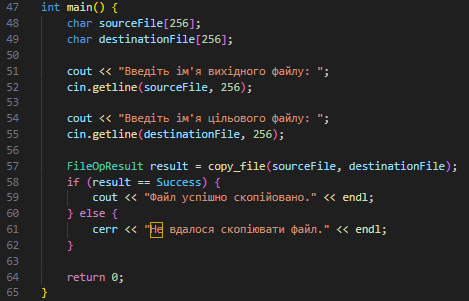 47 int main() {
48     char sourceFile[256];
49     char destinationFile[256];
50
51     cout << "Введіть ім'я вихідного файлу: ";
52     cin.getline(sourceFile, 256);
53
54     cout << "Введіть ім'я цільового файлу: ";
55     cin.getline(destinationFile, 256);
56
57     FileOpResult result = copy_file(sourceFile, destinationFile);
58     if (result == Success) {
59         cout << "Файл успішно скопійовано." << endl;
60     } else {
61         cerr << "Не вдалося скопіювати файл." << endl;
62     }
63
64     return 0;
65 }